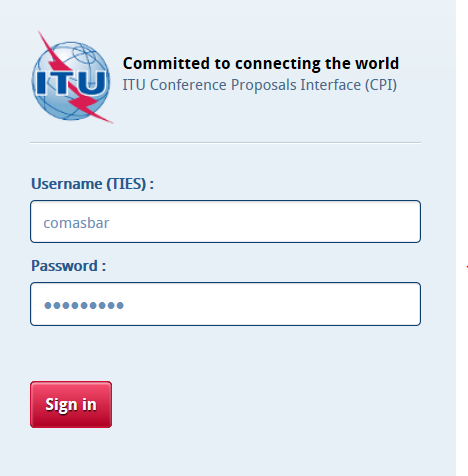 ITU
Committed to connecting the world
ITU Conference Proposals Interface (CPI)
Username (TIES) :
comasbar
Password :
●●●●●●●●●
Sign in